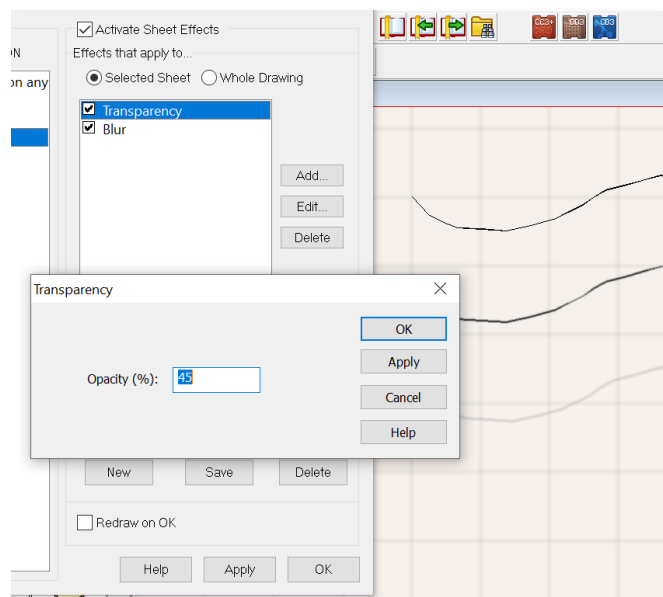 Activate Sheet Effects
CC3+
DD3
CD3
ON
Effects that apply to...
on any
Selected Sheet
Whole Drawing
Transparency
Blur
Add...
Edit...
Delete
Transparency
OK
Opacity (%): 45
Apply
Cancel
Help
New
Save
Delete
Redraw on OK
Help
Apply
OK